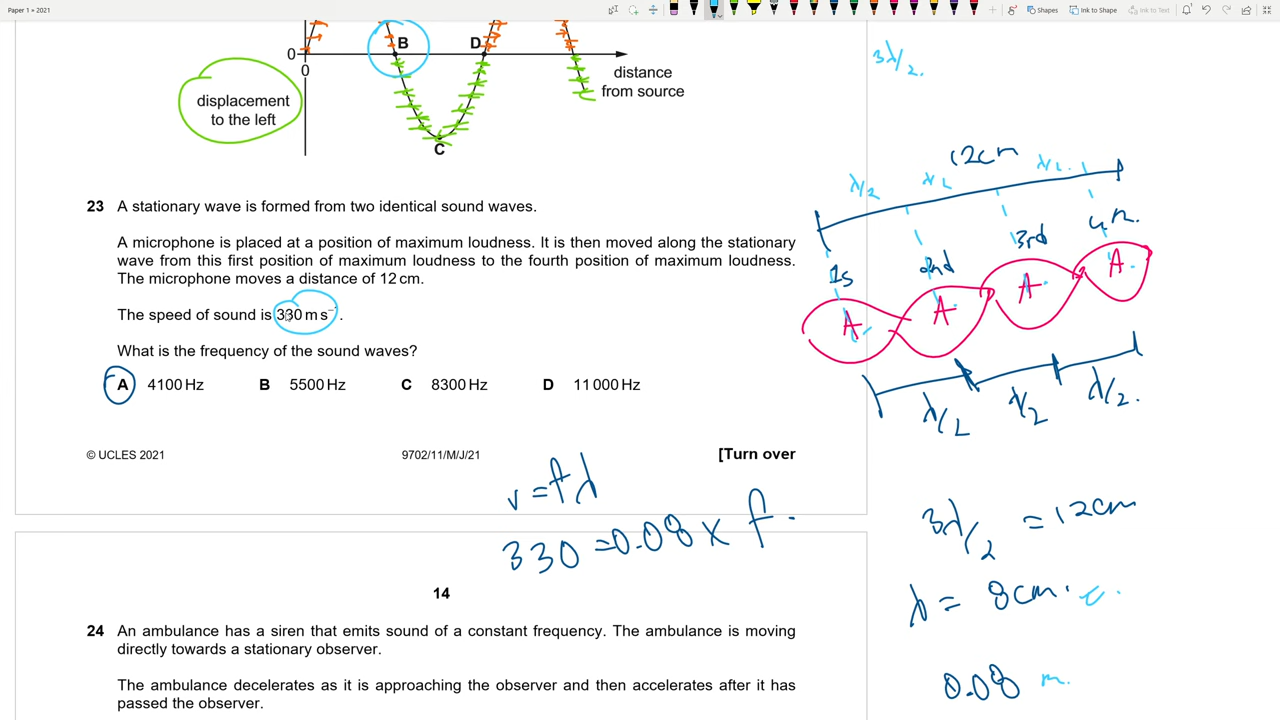 Paper 1 • 2021
Shapes
Ink to Shape
Ink to Text
0
0
B
D
C
distance
from source
displacement
to the left
3λ/2.
12cm
λ/2
λ/2
λ/2.
1s
2nd
3rd
4th.
A
A
A
A
λ/2
λ/2
λ/2.
23 A stationary wave is formed from two identical sound waves.
A microphone is placed at a position of maximum loudness. It is then moved along the stationary
wave from this first position of maximum loudness to the fourth position of maximum loudness.
The microphone moves a distance of 12 cm.
The speed of sound is 330 m s⁻¹.
What is the frequency of the sound waves?
A 4100 Hz B 5500 Hz C 8300 Hz D 11 000 Hz
© UCLES 2021 9702/11/M/J/21 [Turn over
v = fλ
330 = 0.08 × f.
3λ/2 = 12cm
λ = 8cm.
0.08 m.
14
24 An ambulance has a siren that emits sound of a constant frequency. The ambulance is moving
directly towards a stationary observer.
The ambulance decelerates as it is approaching the observer and then accelerates after it has
passed the observer.